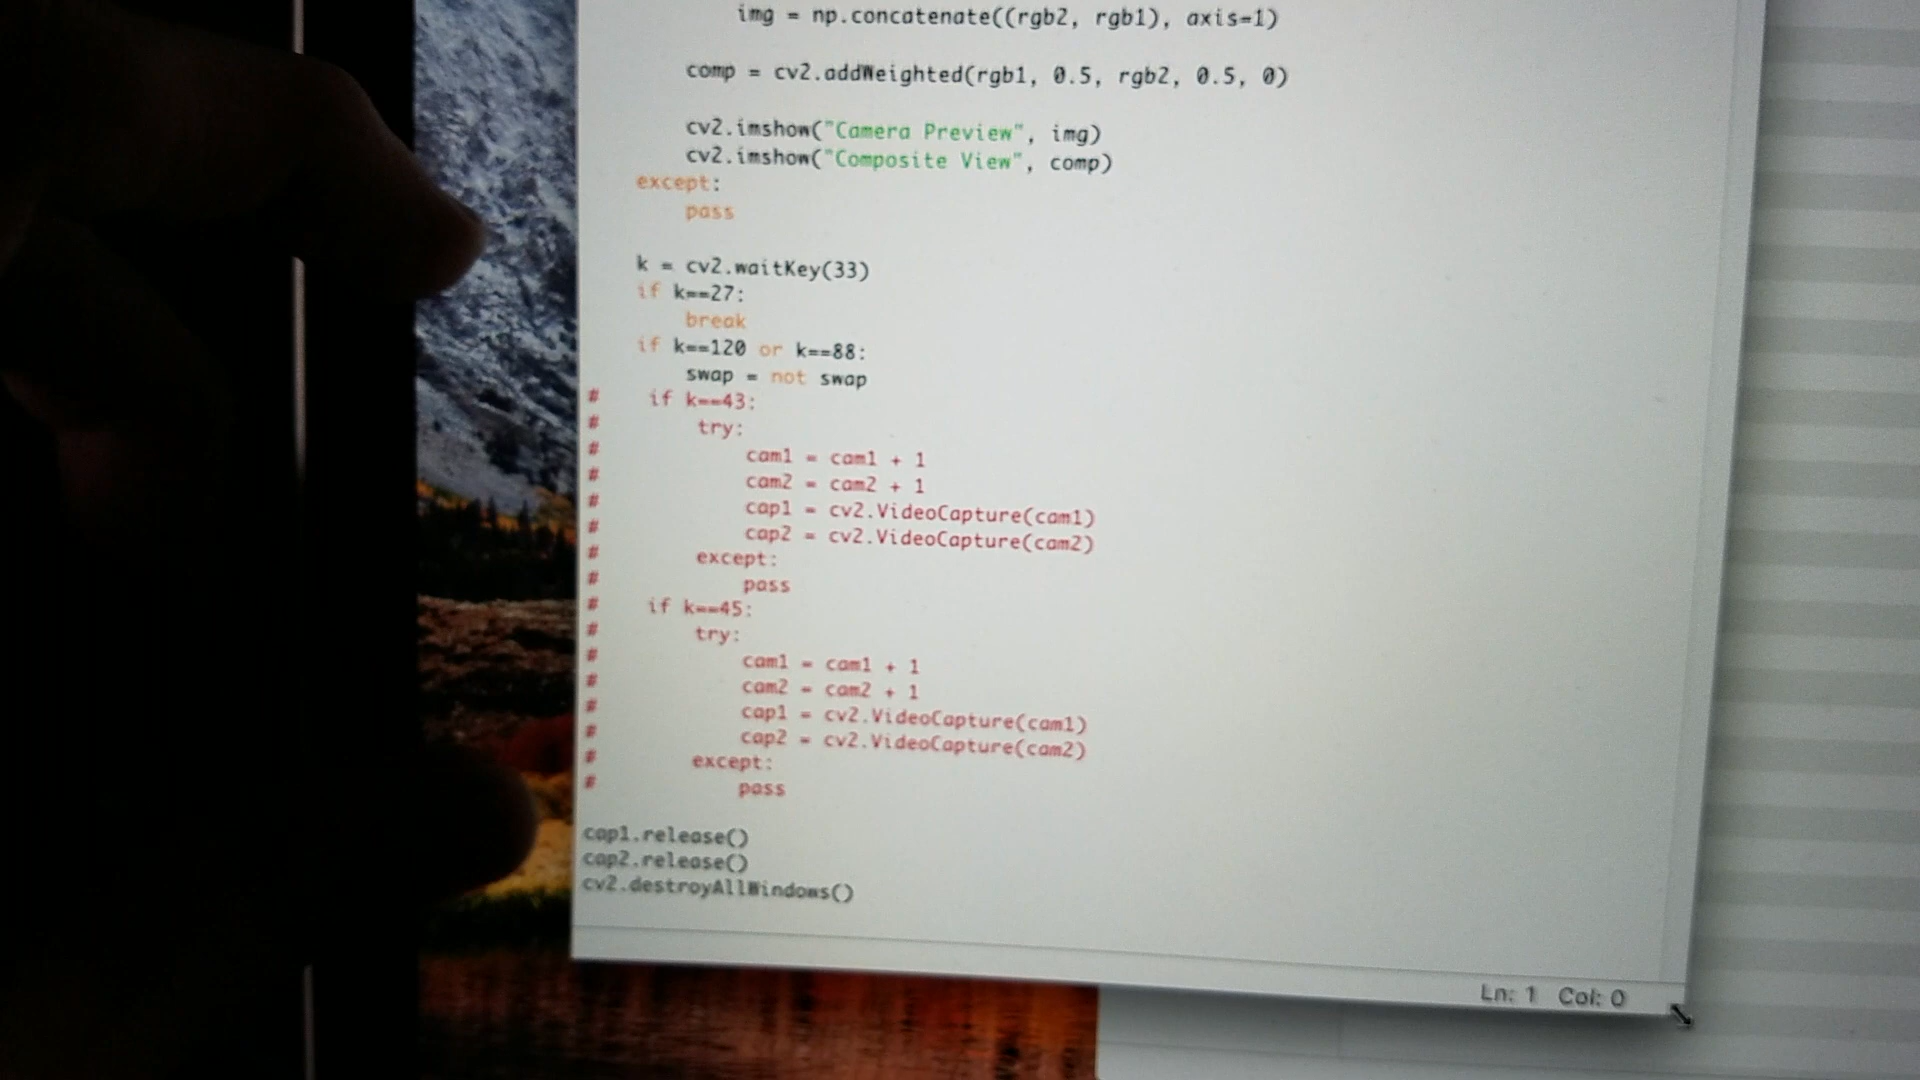 img = np.concatenate((rgb2, rgb1), axis=1)
comp = cv2.addWeighted(rgb1, 0.5, rgb2, 0.5, 0)
cv2.imshow("Camera Preview", img)
cv2.imshow("Composite View", comp)
except:
pass
k = cv2.waitKey(33)
if k==27:
break
if k==120 or k==88:
swap = not swap
# if k==43:
# try:
# cam1 = cam1 + 1
# cam2 = cam2 + 1
# cap1 = cv2.VideoCapture(cam1)
# cap2 = cv2.VideoCapture(cam2)
# except:
# pass
# if k==45:
# try:
# cam1 = cam1 + 1
# cam2 = cam2 + 1
# cap1 = cv2.VideoCapture(cam1)
# cap2 = cv2.VideoCapture(cam2)
# except:
# pass
cap1.release()
cap2.release()
cv2.destroyAllWindows()
Ln: 1 Col: 0